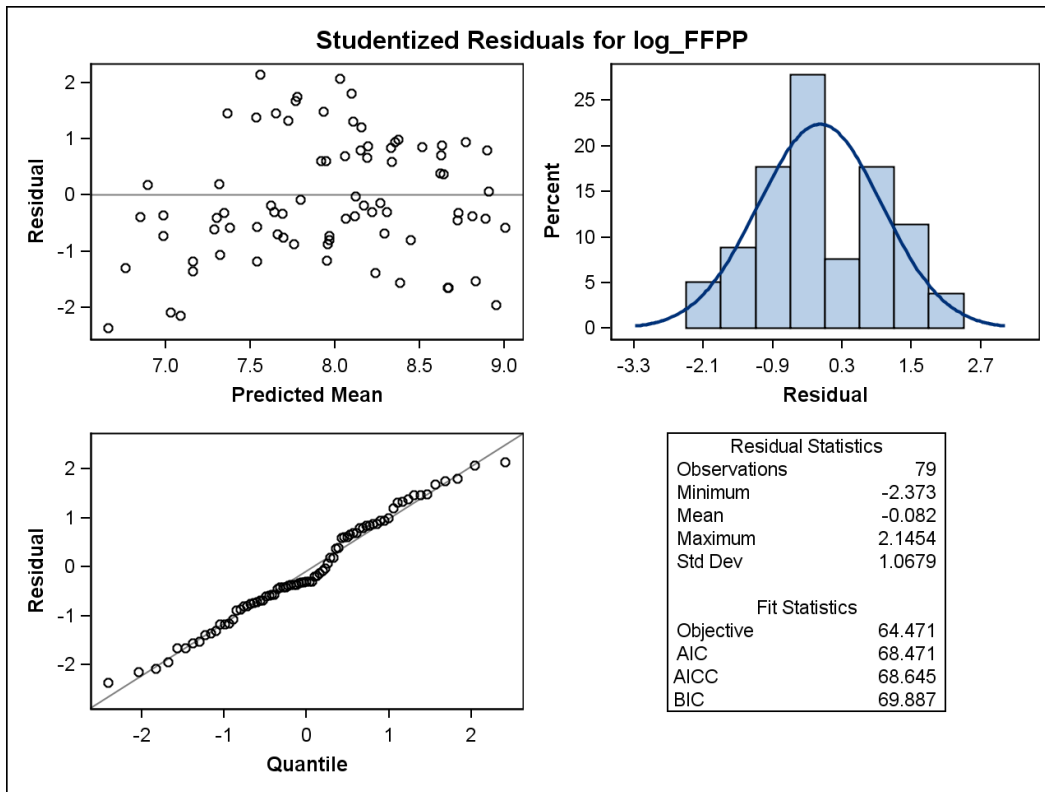 Studentized Residuals for log_FFPP
Residual
2
1
0
-1
-2
7.0 7.5 8.0 8.5 9.0
Predicted Mean
Percent
25
20
15
10
5
0
-3.3 -2.1 -0.9 0.3 1.5 2.7
Residual
Residual
2
1
0
-1
-2
-2 -1 0 1 2
Quantile
Residual Statistics
Observations 79
Minimum -2.373
Mean -0.082
Maximum 2.1454
Std Dev 1.0679
Fit Statistics
Objective 64.471
AIC 68.471
AICC 68.645
BIC 69.887